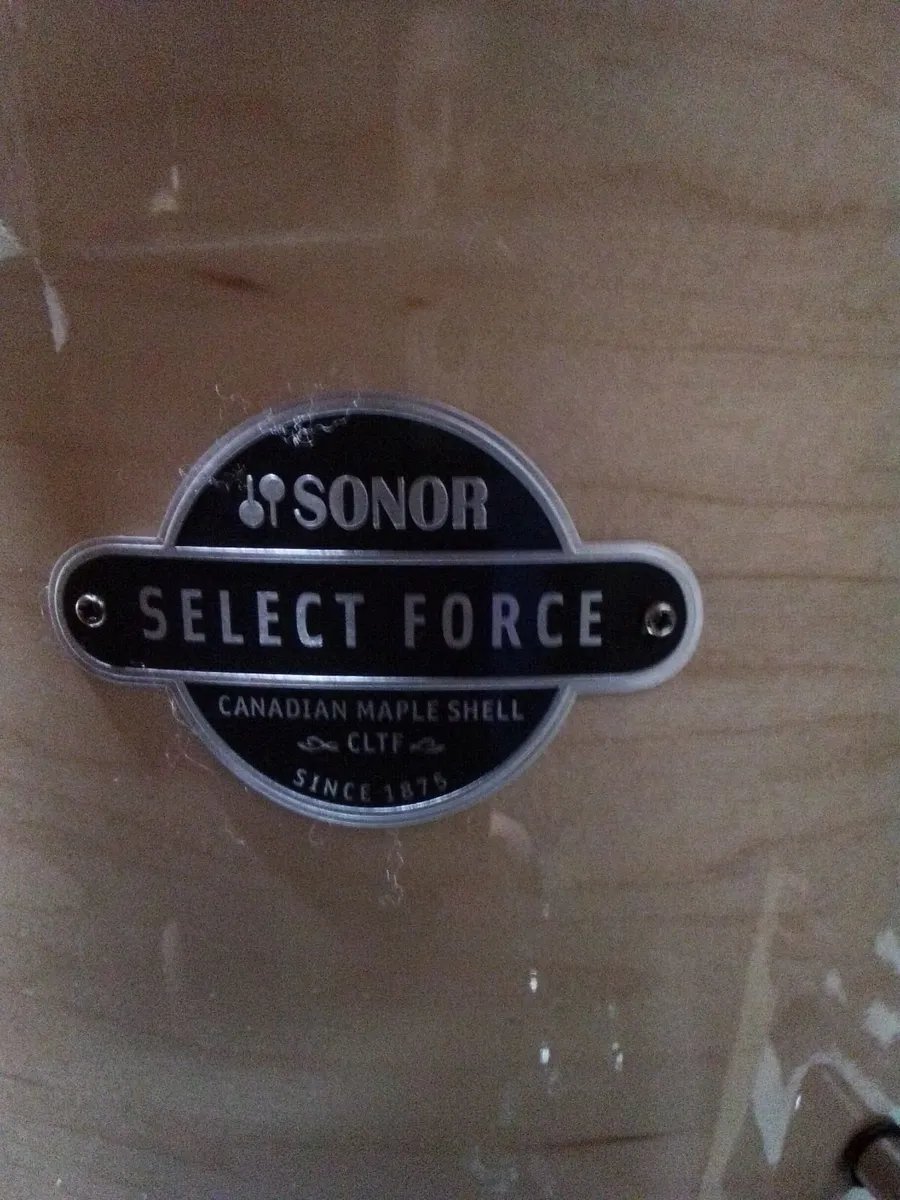 SONOR
SELECT FORCE
CANADIAN MAPLE SHELL
CLTF
SINCE 1875